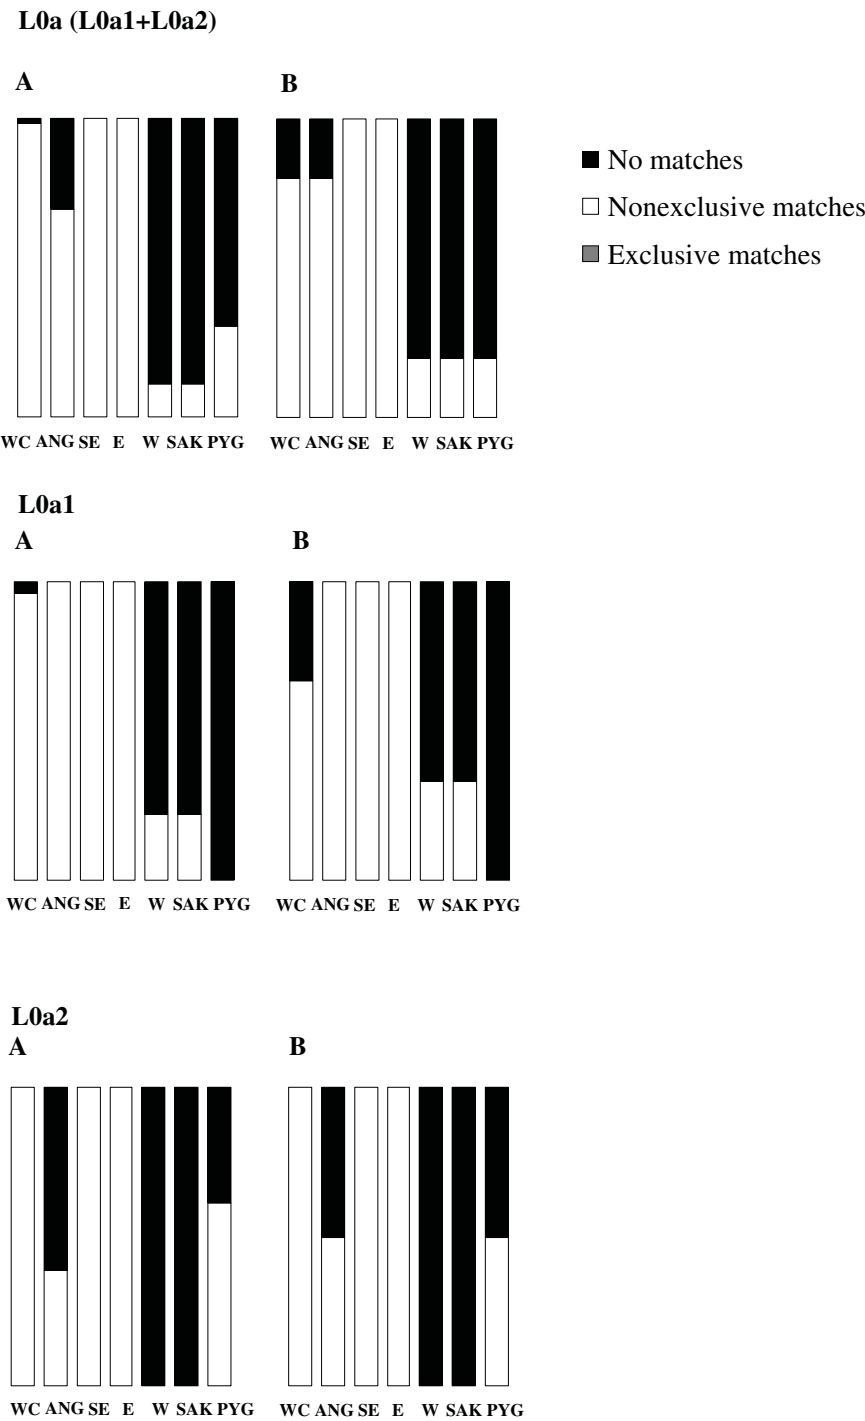 L0a (L0a1+L0a2)
A
B
No matches
Nonexclusive matches
Exclusive matches
WC ANG SE E W SAK PYG
WC ANG SE E W SAK PYG
L0a1
A
B
WC ANG SE E W SAK PYG
WC ANG SE E W SAK PYG
L0a2
A
B
WC ANG SE E W SAK PYG
WC ANG SE E W SAK PYG